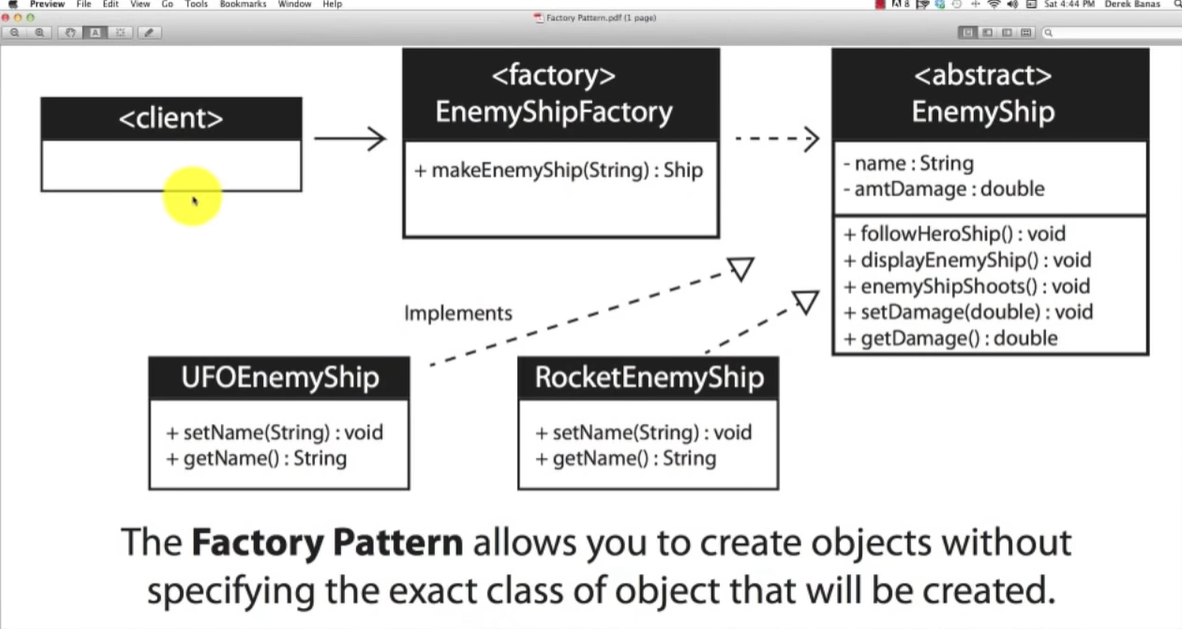 Preview File Edit View Go Tools Bookmarks Window Help
8 Sat 4:44 PM Derek Banas
Factory Pattern.pdf (1 page)
<client>
<factory>
EnemyShipFactory
+ makeEnemyShip(String) : Ship
<abstract>
EnemyShip
- name : String
- amtDamage : double
+ followHeroShip() : void
+ displayEnemyShip() : void
+ enemyShipShoots() : void
+ setDamage(double) : void
+ getDamage() : double
Implements
UFOEnemyShip
+ setName(String) : void
+ getName() : String
RocketEnemyShip
+ setName(String) : void
+ getName() : String
The Factory Pattern allows you to create objects without
specifying the exact class of object that will be created.